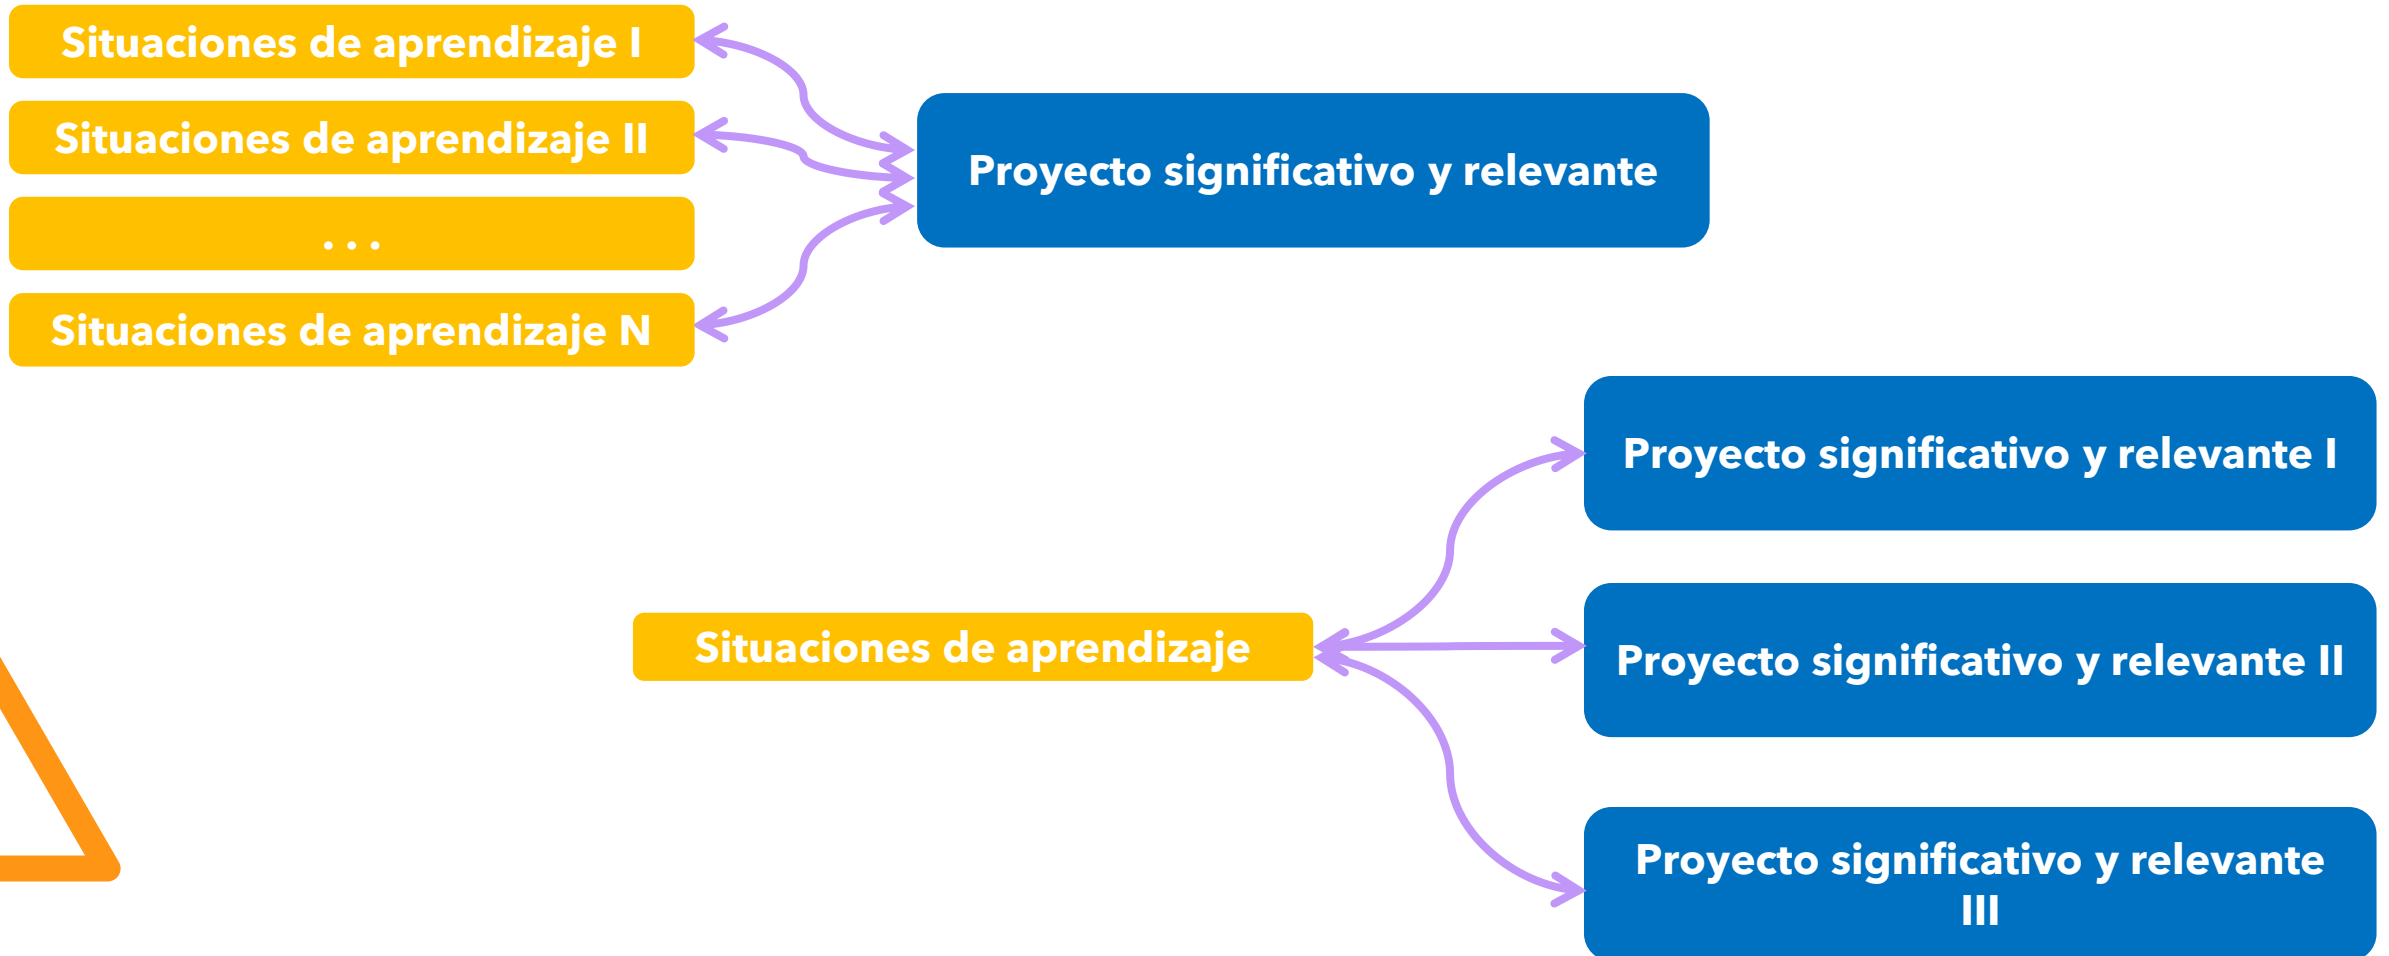 Situaciones de aprendizaje I
Situaciones de aprendizaje II
. . .
Situaciones de aprendizaje N
Proyecto significativo y relevante
Situaciones de aprendizaje
Proyecto significativo y relevante I
Proyecto significativo y relevante II
Proyecto significativo y relevante
III